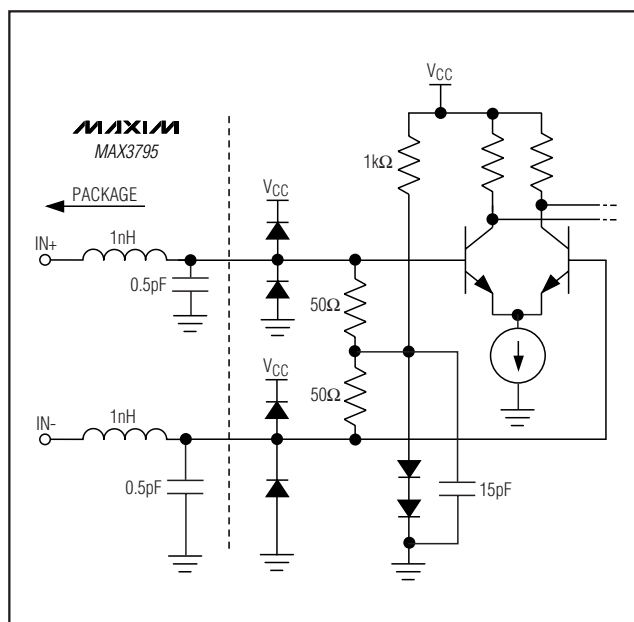 VCC
MAXIM
MAX3795
1kΩ
PACKAGE
VCC
IN+
1nH
0.5pF
50Ω
VCC
50Ω
IN-
1nH
0.5pF
15pF